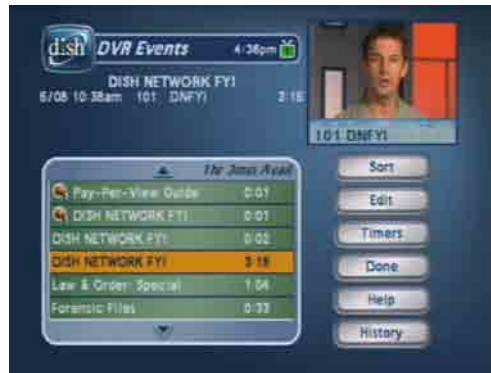 dish DVR Events 4:36pm
DISH NETWORK FYI
6/08 10:38am 101 DNFYI 3:18
101 DNFYI
Pay-Per-View Guide 0:01
DISH NETWORK FYI 0:01
DISH NETWORK FYI 0:02
DISH NETWORK FYI 3:18
Law & Order: Special 1:04
Forensic Files 0:33
Sort
Edit
Timers
Done
Help
History